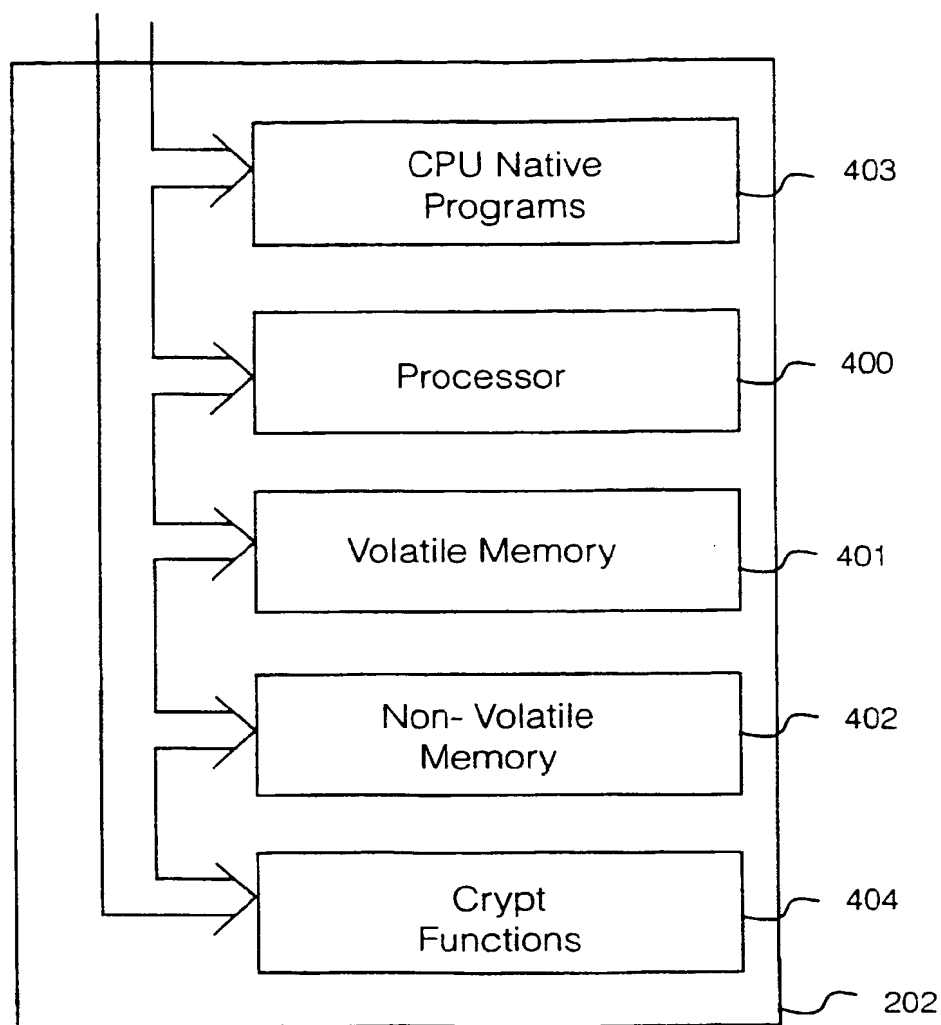 CPU Native
Programs
403
Processor
400
Volatile Memory
401
Non- Volatile
Memory
402
Crypt
Functions
404
202